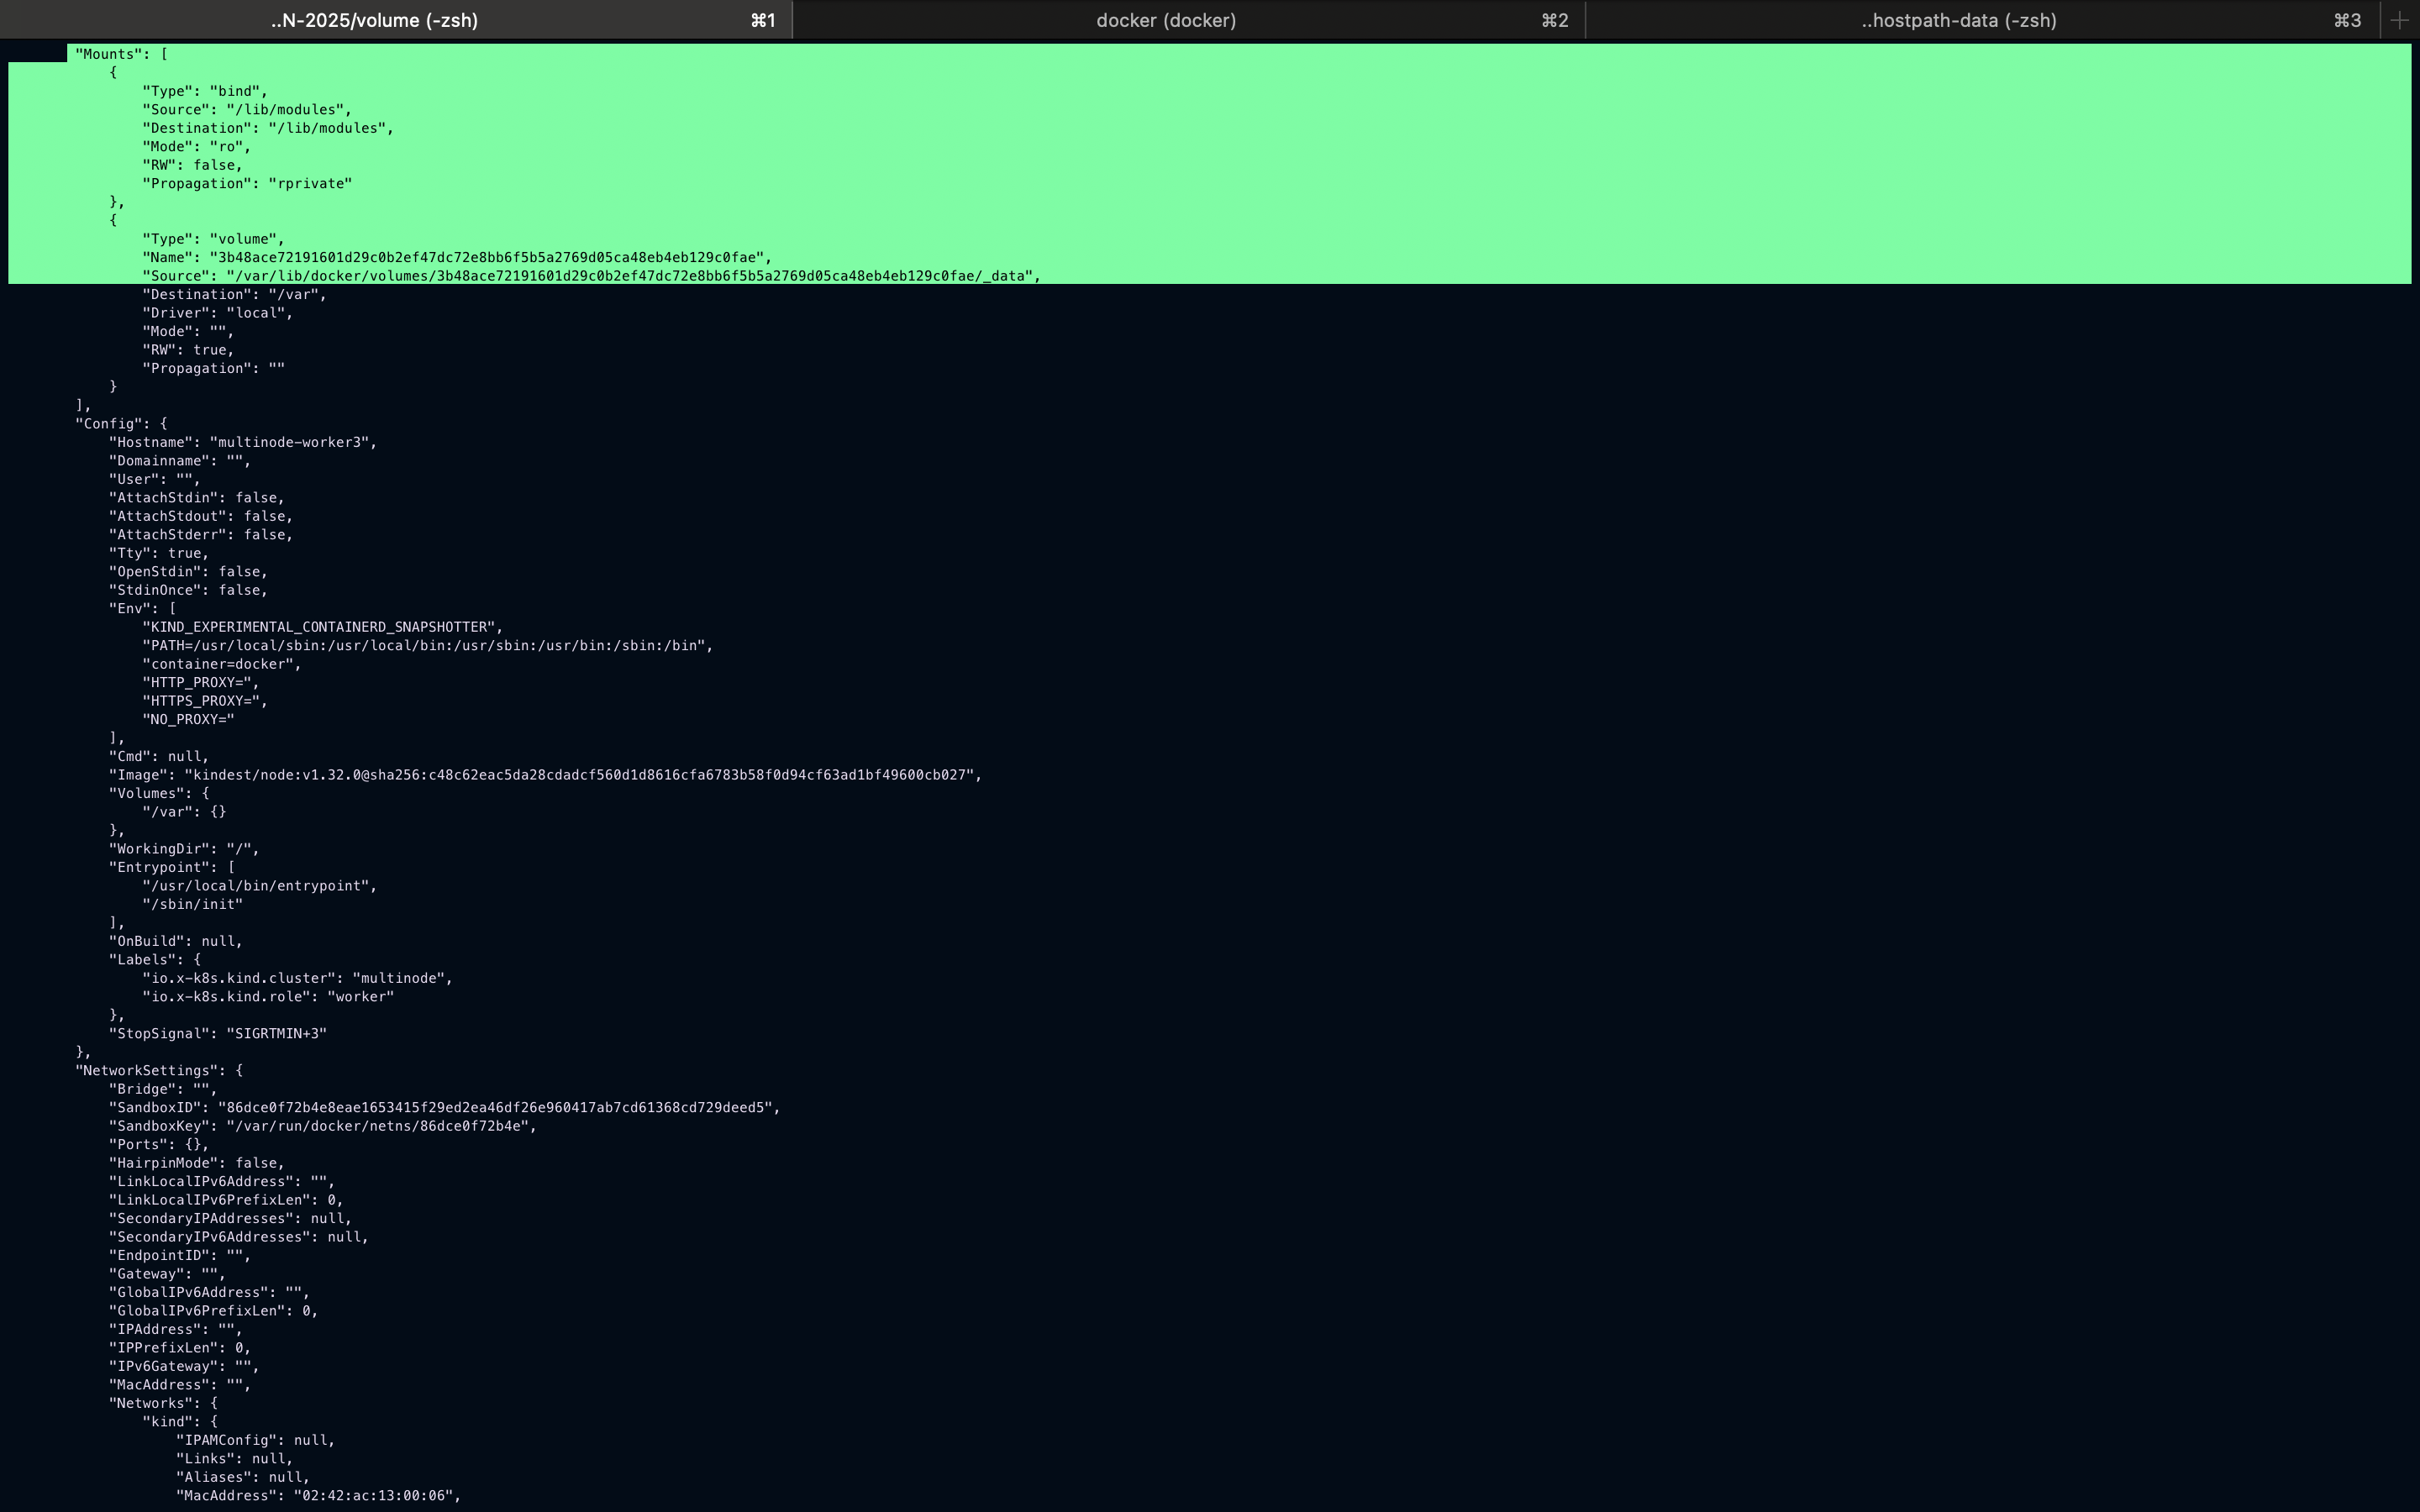 ..N-2025/volume (-zsh) ⌘1 docker (docker) ⌘2 ..hostpath-data (-zsh) ⌘3 +
"Mounts": [
{
"Type": "bind",
"Source": "/lib/modules",
"Destination": "/lib/modules",
"Mode": "ro",
"RW": false,
"Propagation": "rprivate"
},
{
"Type": "volume",
"Name": "3b48ace72191601d29c0b2ef47dc72e8bb6f5b5a2769d05ca48eb4eb129c0fae",
"Source": "/var/lib/docker/volumes/3b48ace72191601d29c0b2ef47dc72e8bb6f5b5a2769d05ca48eb4eb129c0fae/_data",
"Destination": "/var",
"Driver": "local",
"Mode": "",
"RW": true,
"Propagation": ""
}
],
"Config": {
"Hostname": "multinode-worker3",
"Domainname": "",
"User": "",
"AttachStdin": false,
"AttachStdout": false,
"AttachStderr": false,
"Tty": true,
"OpenStdin": false,
"StdinOnce": false,
"Env": [
"KIND_EXPERIMENTAL_CONTAINERD_SNAPSHOTTER",
"PATH=/usr/local/sbin:/usr/local/bin:/usr/sbin:/usr/bin:/sbin:/bin",
"container=docker",
"HTTP_PROXY=",
"HTTPS_PROXY=",
"NO_PROXY="
],
"Cmd": null,
"Image": "kindest/node:v1.32.0@sha256:c48c62eac5da28cdadcf560d1d8616cfa6783b58f0d94cf63ad1bf49600cb027",
"Volumes": {
"/var": {}
},
"WorkingDir": "/",
"Entrypoint": [
"/usr/local/bin/entrypoint",
"/sbin/init"
],
"OnBuild": null,
"Labels": {
"io.x-k8s.kind.cluster": "multinode",
"io.x-k8s.kind.role": "worker"
},
"StopSignal": "SIGRTMIN+3"
},
"NetworkSettings": {
"Bridge": "",
"SandboxID": "86dce0f72b4e8eae1653415f29ed2ea46df26e960417ab7cd61368cd729deed5",
"SandboxKey": "/var/run/docker/netns/86dce0f72b4e",
"Ports": {},
"HairpinMode": false,
"LinkLocalIPv6Address": "",
"LinkLocalIPv6PrefixLen": 0,
"SecondaryIPAddresses": null,
"SecondaryIPv6Addresses": null,
"EndpointID": "",
"Gateway": "",
"GlobalIPv6Address": "",
"GlobalIPv6PrefixLen": 0,
"IPAddress": "",
"IPPrefixLen": 0,
"IPv6Gateway": "",
"MacAddress": "",
"Networks": {
"kind": {
"IPAMConfig": null,
"Links": null,
"Aliases": null,
"MacAddress": "02:42:ac:13:00:06",